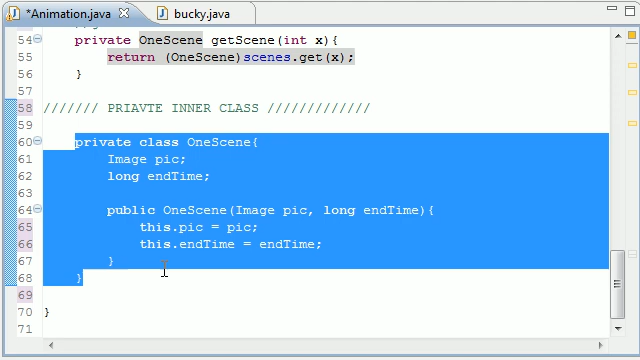 *Animation.java bucky.java
54 private OneScene getScene(int x){
55 return (OneScene)scenes.get(x);
56 }
57
58 /////// PRIAVTE INNER CLASS /////////////
59
60 private class OneScene{
61 Image pic;
62 long endTime;
63
64 public OneScene(Image pic, long endTime){
65 this.pic = pic;
66 this.endTime = endTime;
67 }
68 }
69
70 }
71